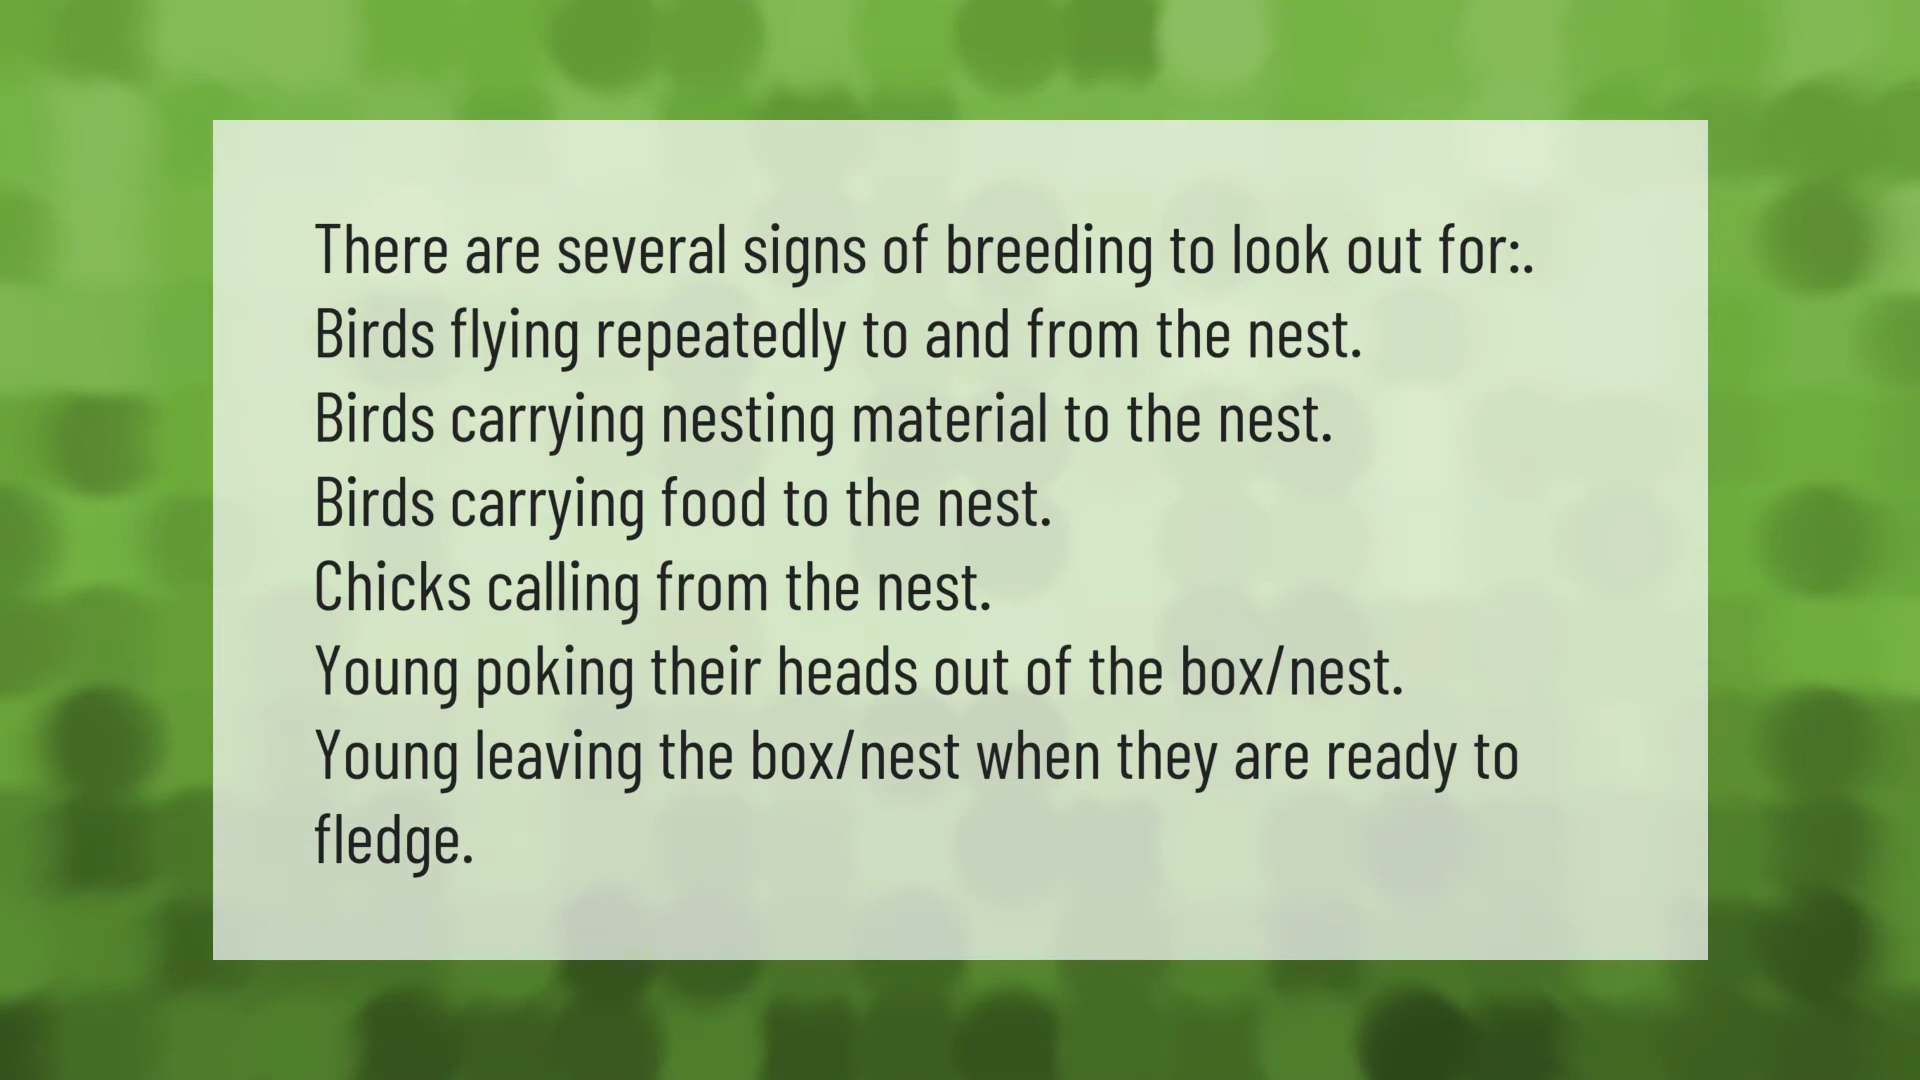 There are several signs of breeding to look out for:.
Birds flying repeatedly to and from the nest.
Birds carrying nesting material to the nest.
Birds carrying food to the nest.
Chicks calling from the nest.
Young poking their heads out of the box/nest.
Young leaving the box/nest when they are ready to
fledge.